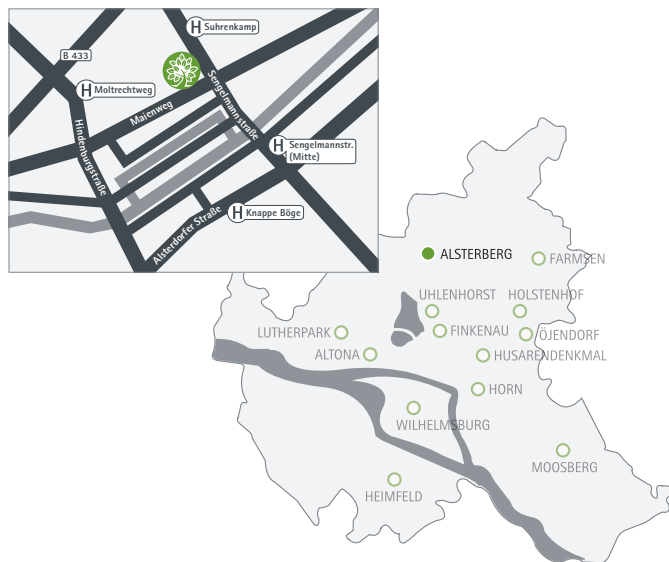 H Suhrenkamp
B 433
H Moltrechtweg
Maienweg
Sengelmannstraße
Hindenburgstraße
H Sengelmannstr.
(Mitte)
H Knappe Böge
Alsterdorfer Straße
ALSTERBERG
FARMSEN
UHLENHORST
HOLSTENHOF
LUTHERPARK
FINKENAU
ÖJENDORF
ALTONA
HUSARENDENKMAL
HORN
WILHELMSBURG
MOOSBERG
HEIMFELD